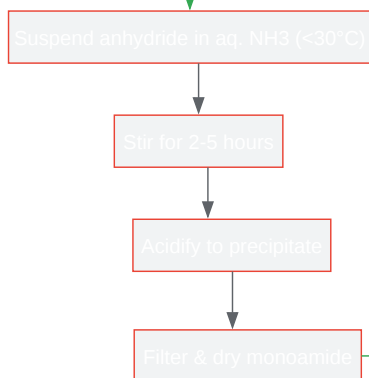 Suspend anhydride in aq. NH3 (<30°C)
Stir for 2-5 hours
Acidify to precipitate
Filter & dry monoamide